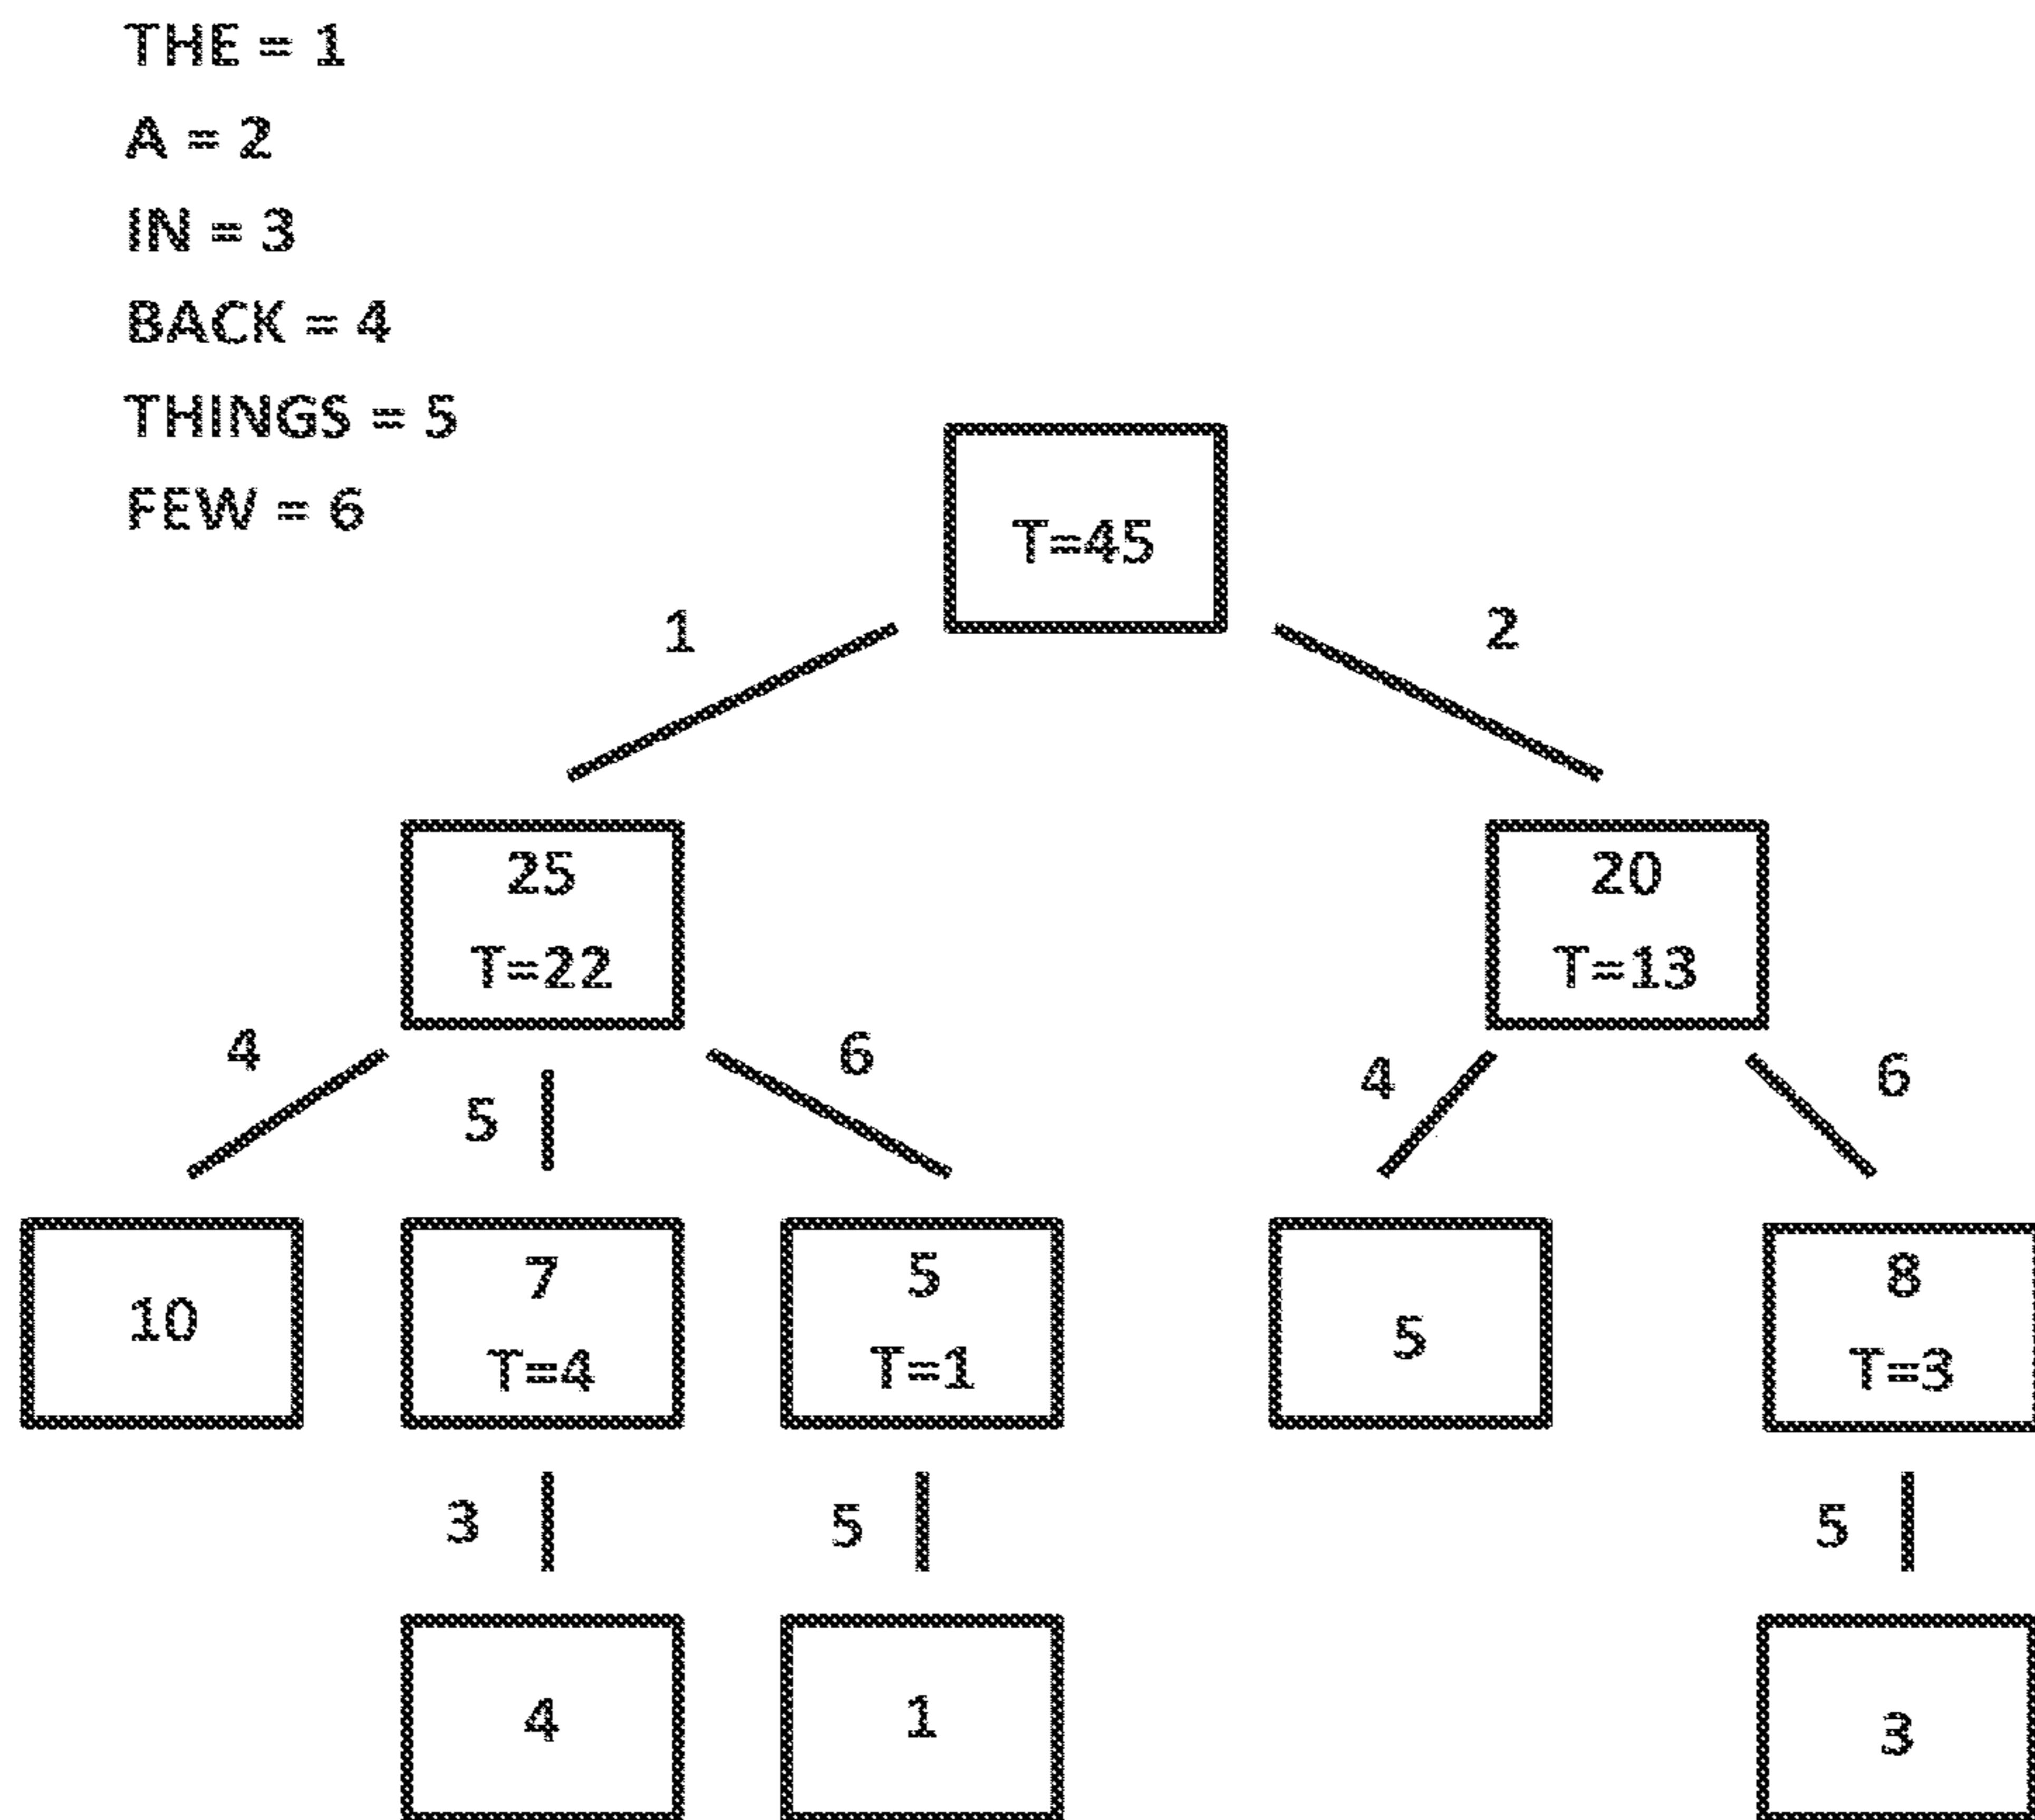 THE = 1
A = 2
IN = 3
BACK = 4
THINGS = 5
FEW = 6
T=45
1
2
25
T=22
20
T=13
4
5
6
4
6
10
7
T=4
5
T=1
5
8
T=3
3
5
5
4
1
3